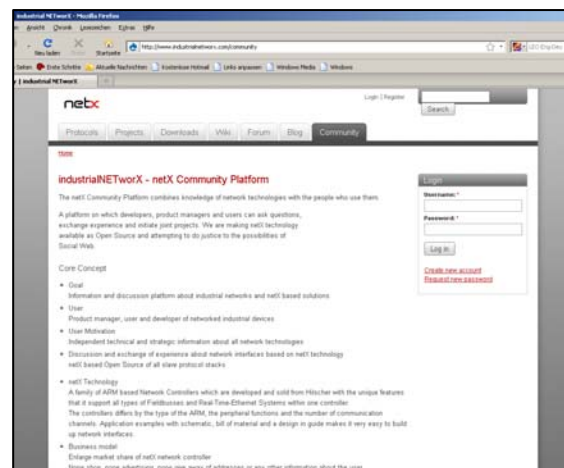 industrial NETworX - Mozilla Firefox
Ansicht Chronik Lesezeichen Extras Hilfe
Neu laden Startseite http://www.industrialnetworx.com/community
Seiten Erste Schritte Aktuelle Nachrichten Kostenlose Hotmail Links anpassen Windows Media Windows
y | industrial NETworX
netx
Login | Register
Search
Protocols Projects Downloads Wiki Forum Blog Community
Home
industrialNETworX - netX Community Platform
The netX Community Platform combines knowledge of network technologies with the people who use them.
A platform on which developers, product managers and users can ask questions,
exchange experience and initiate joint projects. We are making netX technology
available as Open Source and attempting to do justice to the possibilities of
Social Web.
Core Concept
Goal
Information and discussion platform about industrial networks and netX based solutions
User
Product manager, user and developer of networked industrial devices
User Motivation
Independent technical and strategic information about all network technologies
Discussion and exchange of experience about network interfaces based on netX technology
netX based Open Source of all slave protocol stacks
netX Technology
A family of ARM based Network Controllers which are developed and sold from Hilscher with the unique features
that it support all types of Fieldbusses and Real-Time-Ethernet Systems within one controller.
The controllers differs by the type of the ARM, the peripheral functions and the number of communication
channels. Application examples with schematic, bill of material and a design in guide makes it very easy to build
up network interfaces.
Business model
Enlarge market share of netX network controller
Login
Username: *
Password: *
Log in
Create new account
Request new password